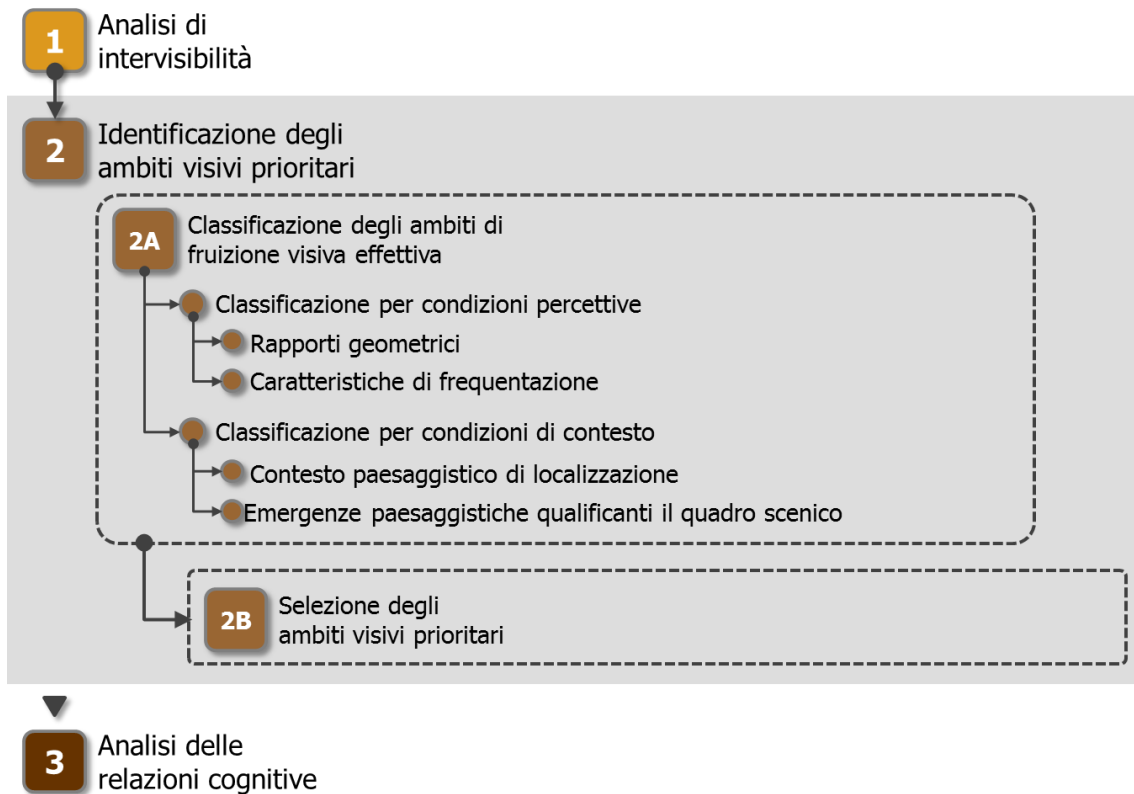 1
Analisi di
intervisibilità
2
Identificazione degli
ambiti visivi prioritari
2A
Classificazione degli ambiti di
fruizione visiva effettiva
Classificazione per condizioni percettive
Rapporti geometrici
Caratteristiche di frequentazione
Classificazione per condizioni di contesto
Contesto paesaggistico di localizzazione
Emergenze paesaggistiche qualificanti il quadro scenico
2B
Selezione degli
ambiti visivi prioritari
3
Analisi delle
relazioni cognitive